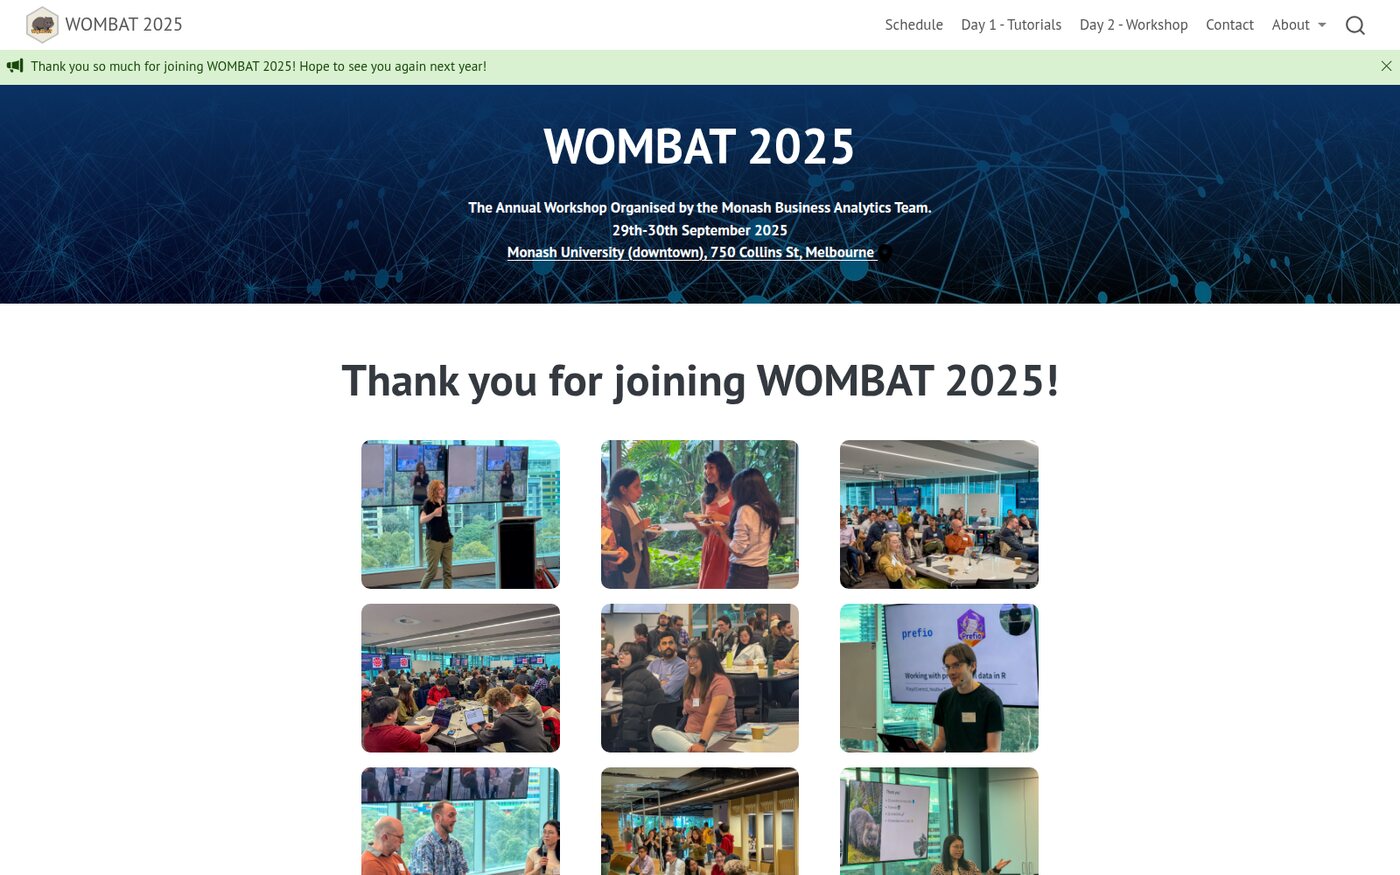 WOMBAT 2025
Schedule
Day 1 - Tutorials
Day 2 - Workshop
Contact
About
Thank you so much for joining WOMBAT 2025! Hope to see you again next year!
WOMBAT 2025
The Annual Workshop Organised by the Monash Business Analytics Team.
29th-30th September 2025
Monash University (downtown), 750 Collins St, Melbourne
Thank you for joining WOMBAT 2025!
prefio
Prefio
Working with
data in R
Thank you!